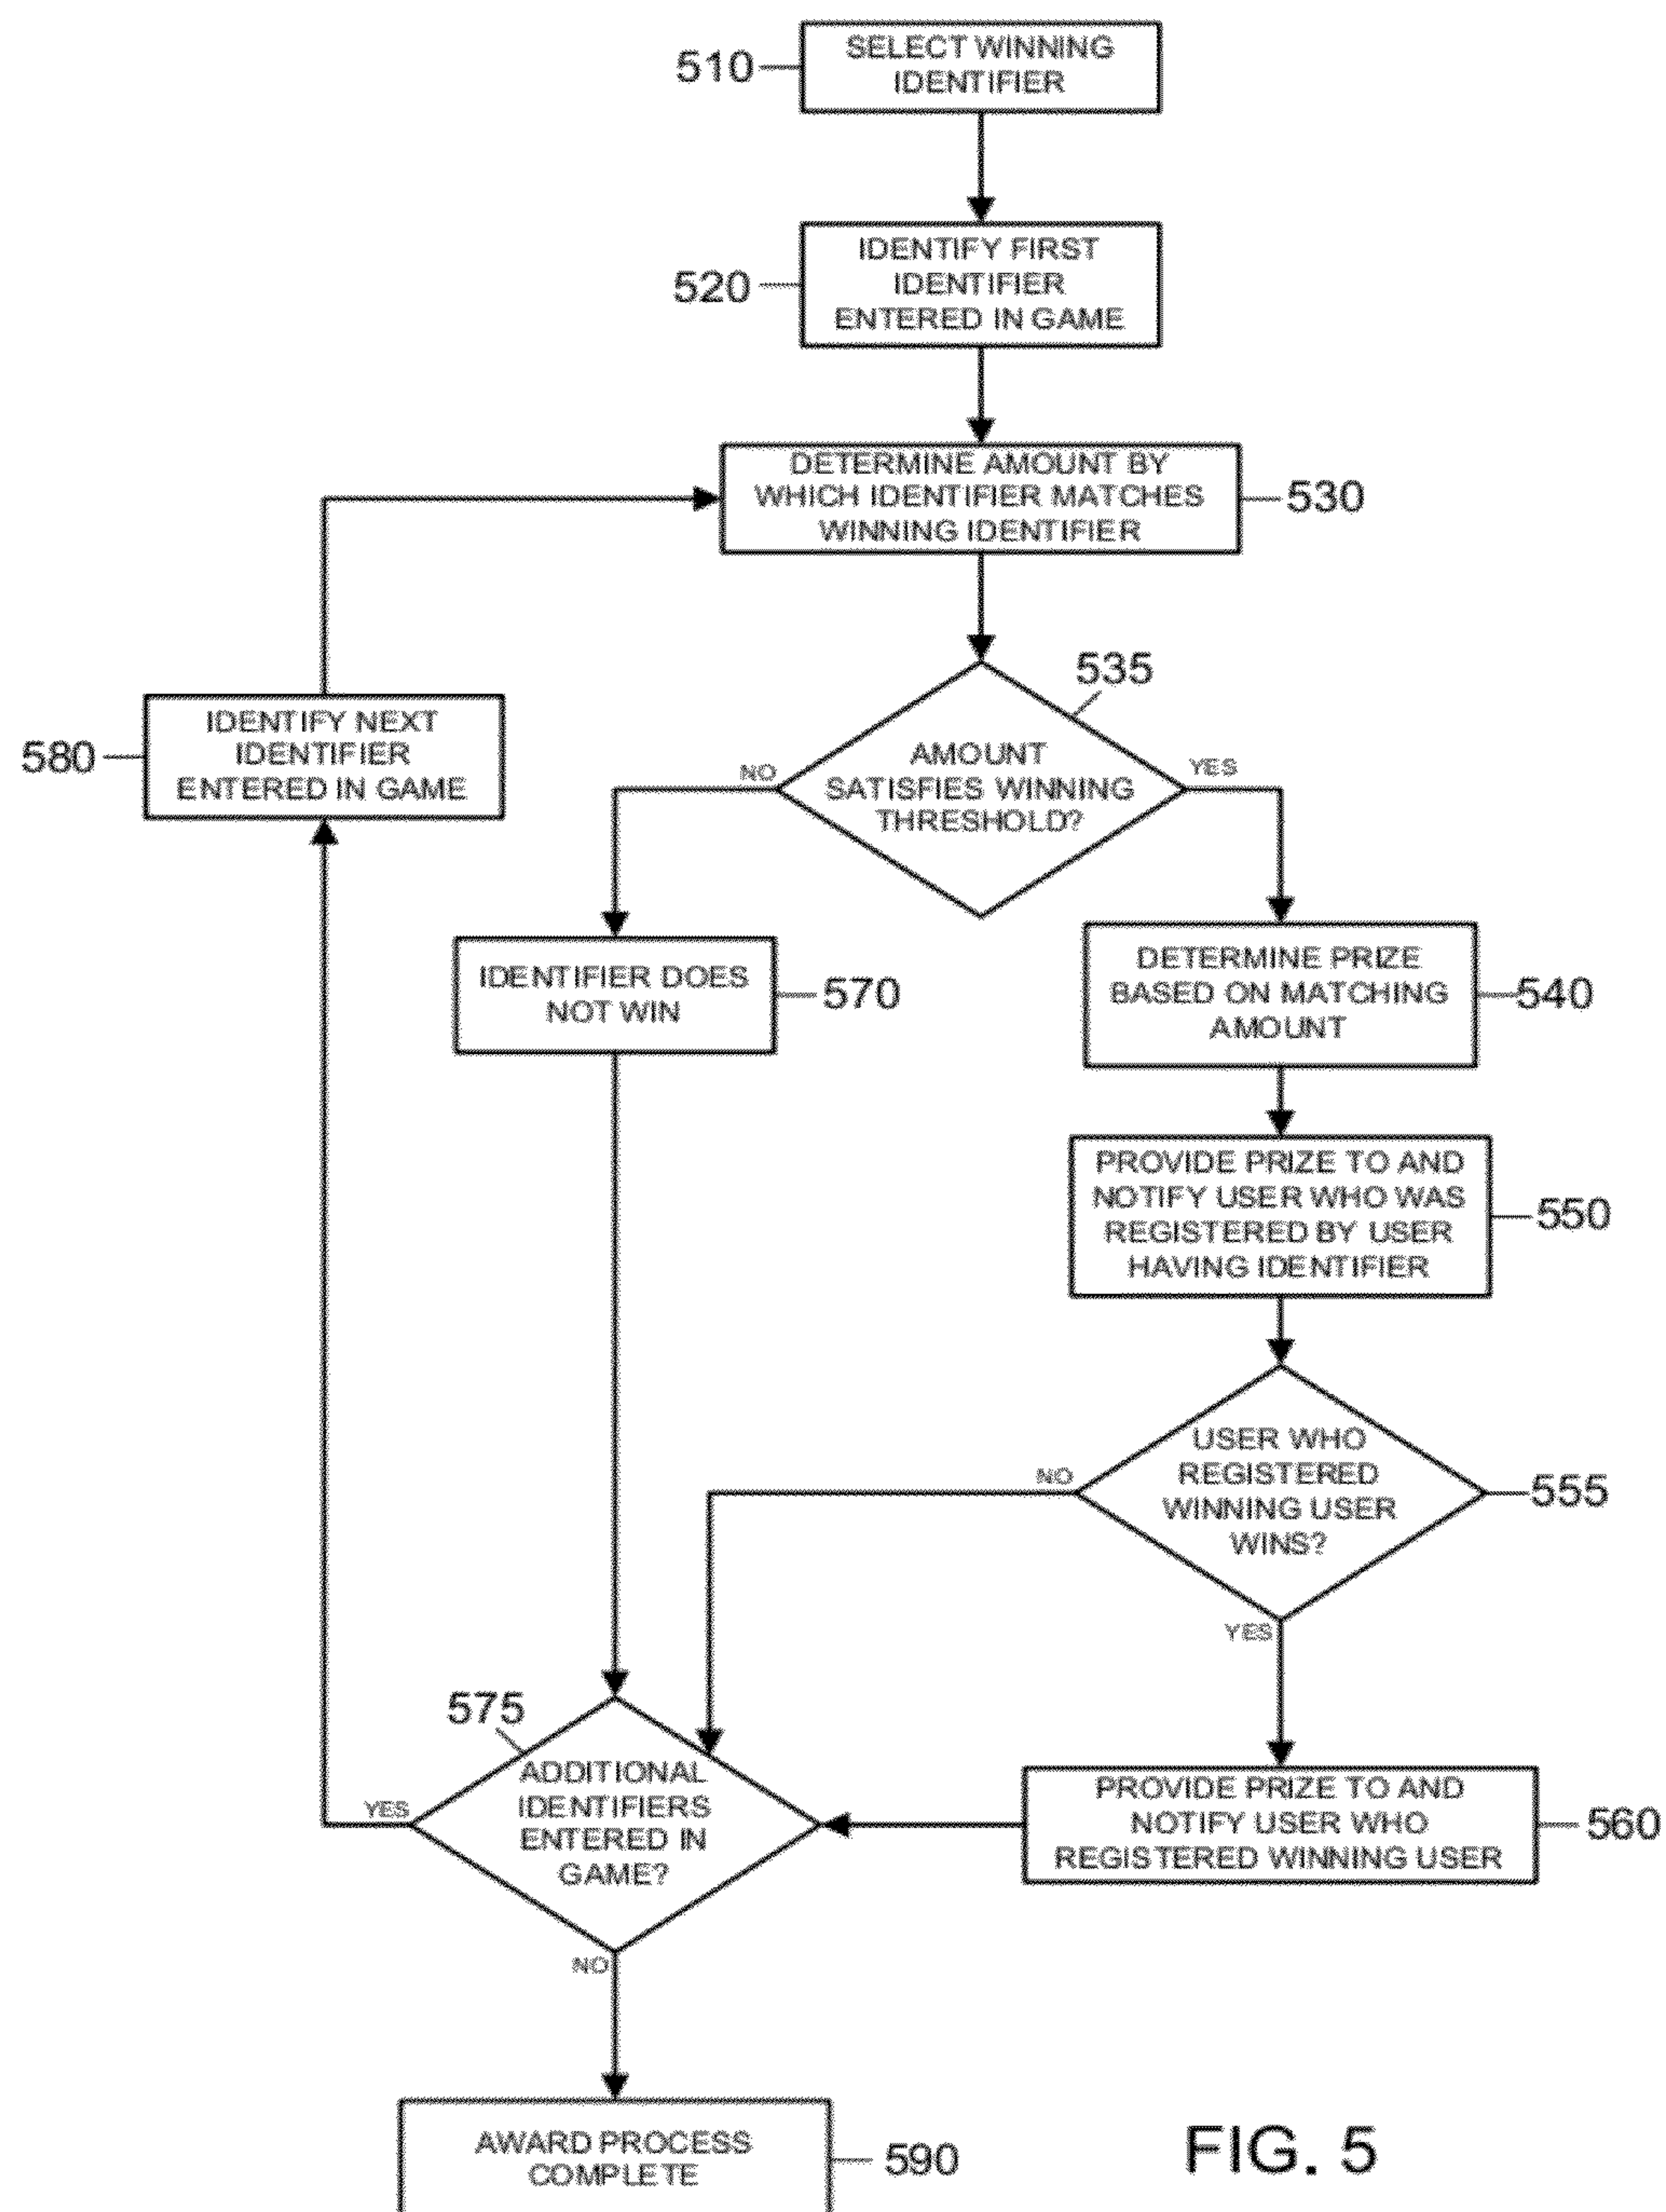 510
SELECT WINNING
IDENTIFIER
520
IDENTIFY FIRST
IDENTIFIER
ENTERED IN GAME
DETERMINE AMOUNT BY
WHICH IDENTIFIER MATCHES
WINNING IDENTIFIER
530
535
580
IDENTIFY NEXT
IDENTIFIER
ENTERED IN GAME
NO
AMOUNT
SATISFIES WINNING
THRESHOLD?
YES
IDENTIFIER DOES
NOT WIN
570
DETERMINE PRIZE
BASED ON MATCHING
AMOUNT
540
PROVIDE PRIZE TO AND
NOTIFY USER WHO WAS
REGISTERED BY USER
HAVING IDENTIFIER
550
NO
USER WHO
REGISTERED
WINNING USER
WINS?
555
YES
575
YES
ADDITIONAL
IDENTIFIERS
ENTERED IN
GAME?
PROVIDE PRIZE TO AND
NOTIFY USER WHO
REGISTERED WINNING USER
560
NO
AWARD PROCESS
COMPLETE
590
FIG. 5